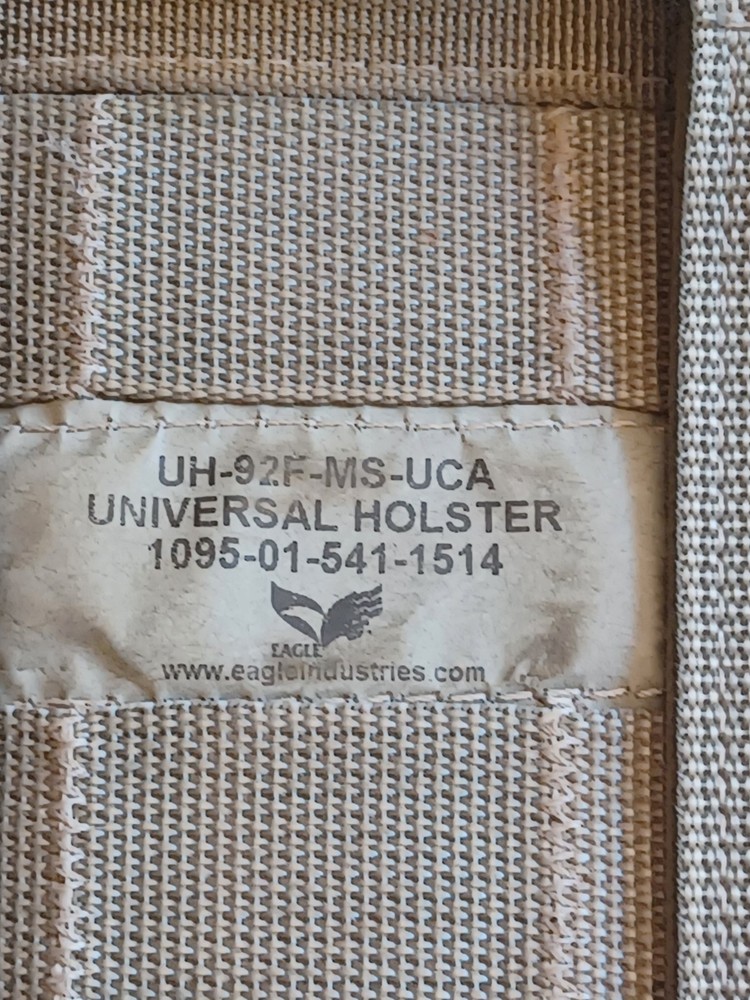 UH-92F-MS-UCA
UNIVERSAL HOLSTER
1095-01-541-1514
EAGLE
www.eagleindustries.com